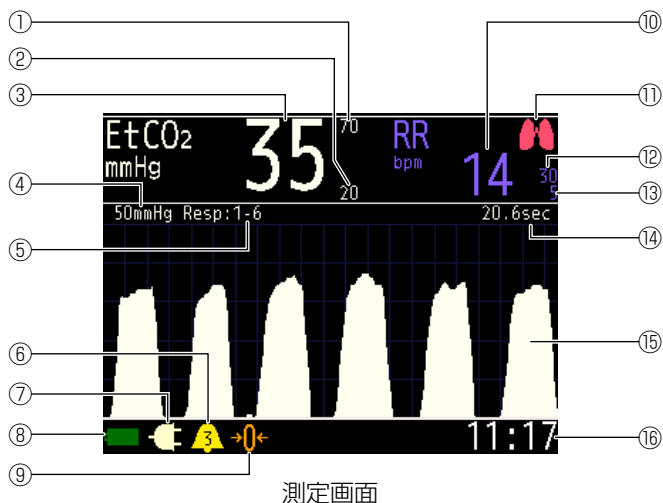 ① ⑩ ⑪
②
③
EtCO₂ 35 70 RR
mmHg bpm 14 30 ⑫
20 5 ⑬
④ 50mmHg Resp:1-6 20.6sec
⑤ ⑭
⑥ ⑮
⑦
⑧ 3 →0← 11:17 ⑯
⑨
測定画面